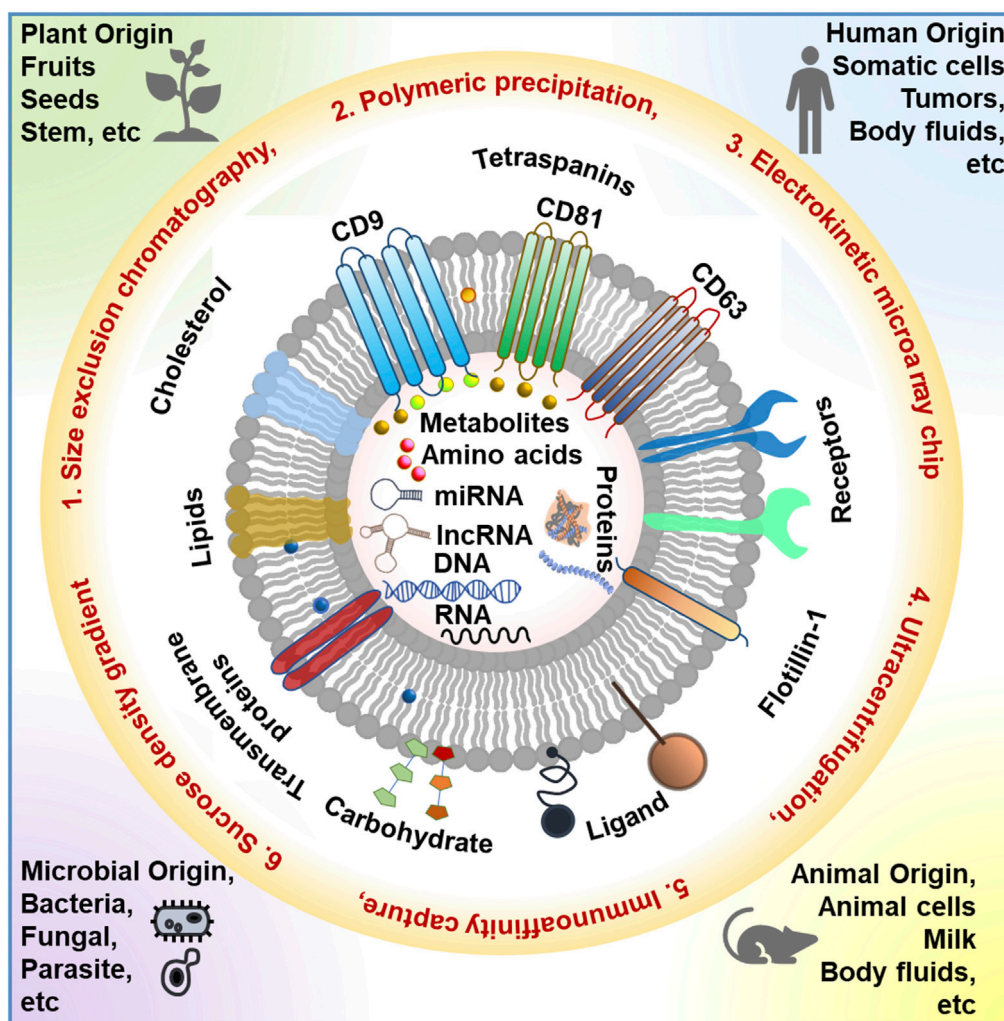 Plant Origin
Fruits
Seeds
Stem, etc
Human Origin
Somatic cells
Tumors,
Body fluids,
etc
1. Size exclusion chromatography,
2. Polymeric precipitation,
3. Electrokinetic microarray chip
4. Ultracentrifugation,
5. Immunoaffinity capture,
6. Sucrose density gradient
Tetraspanins
CD9
CD81
CD63
Cholesterol
Receptors
Lipids
Metabolites
Amino acids
miRNA
lncRNA
DNA
RNA
Proteins
Flotillin-1
Transmembrane
proteins
Carbohydrate
Ligand
Microbial Origin,
Bacteria,
Fungal,
Parasite,
etc
Animal Origin,
Animal cells
Milk
Body fluids,
etc